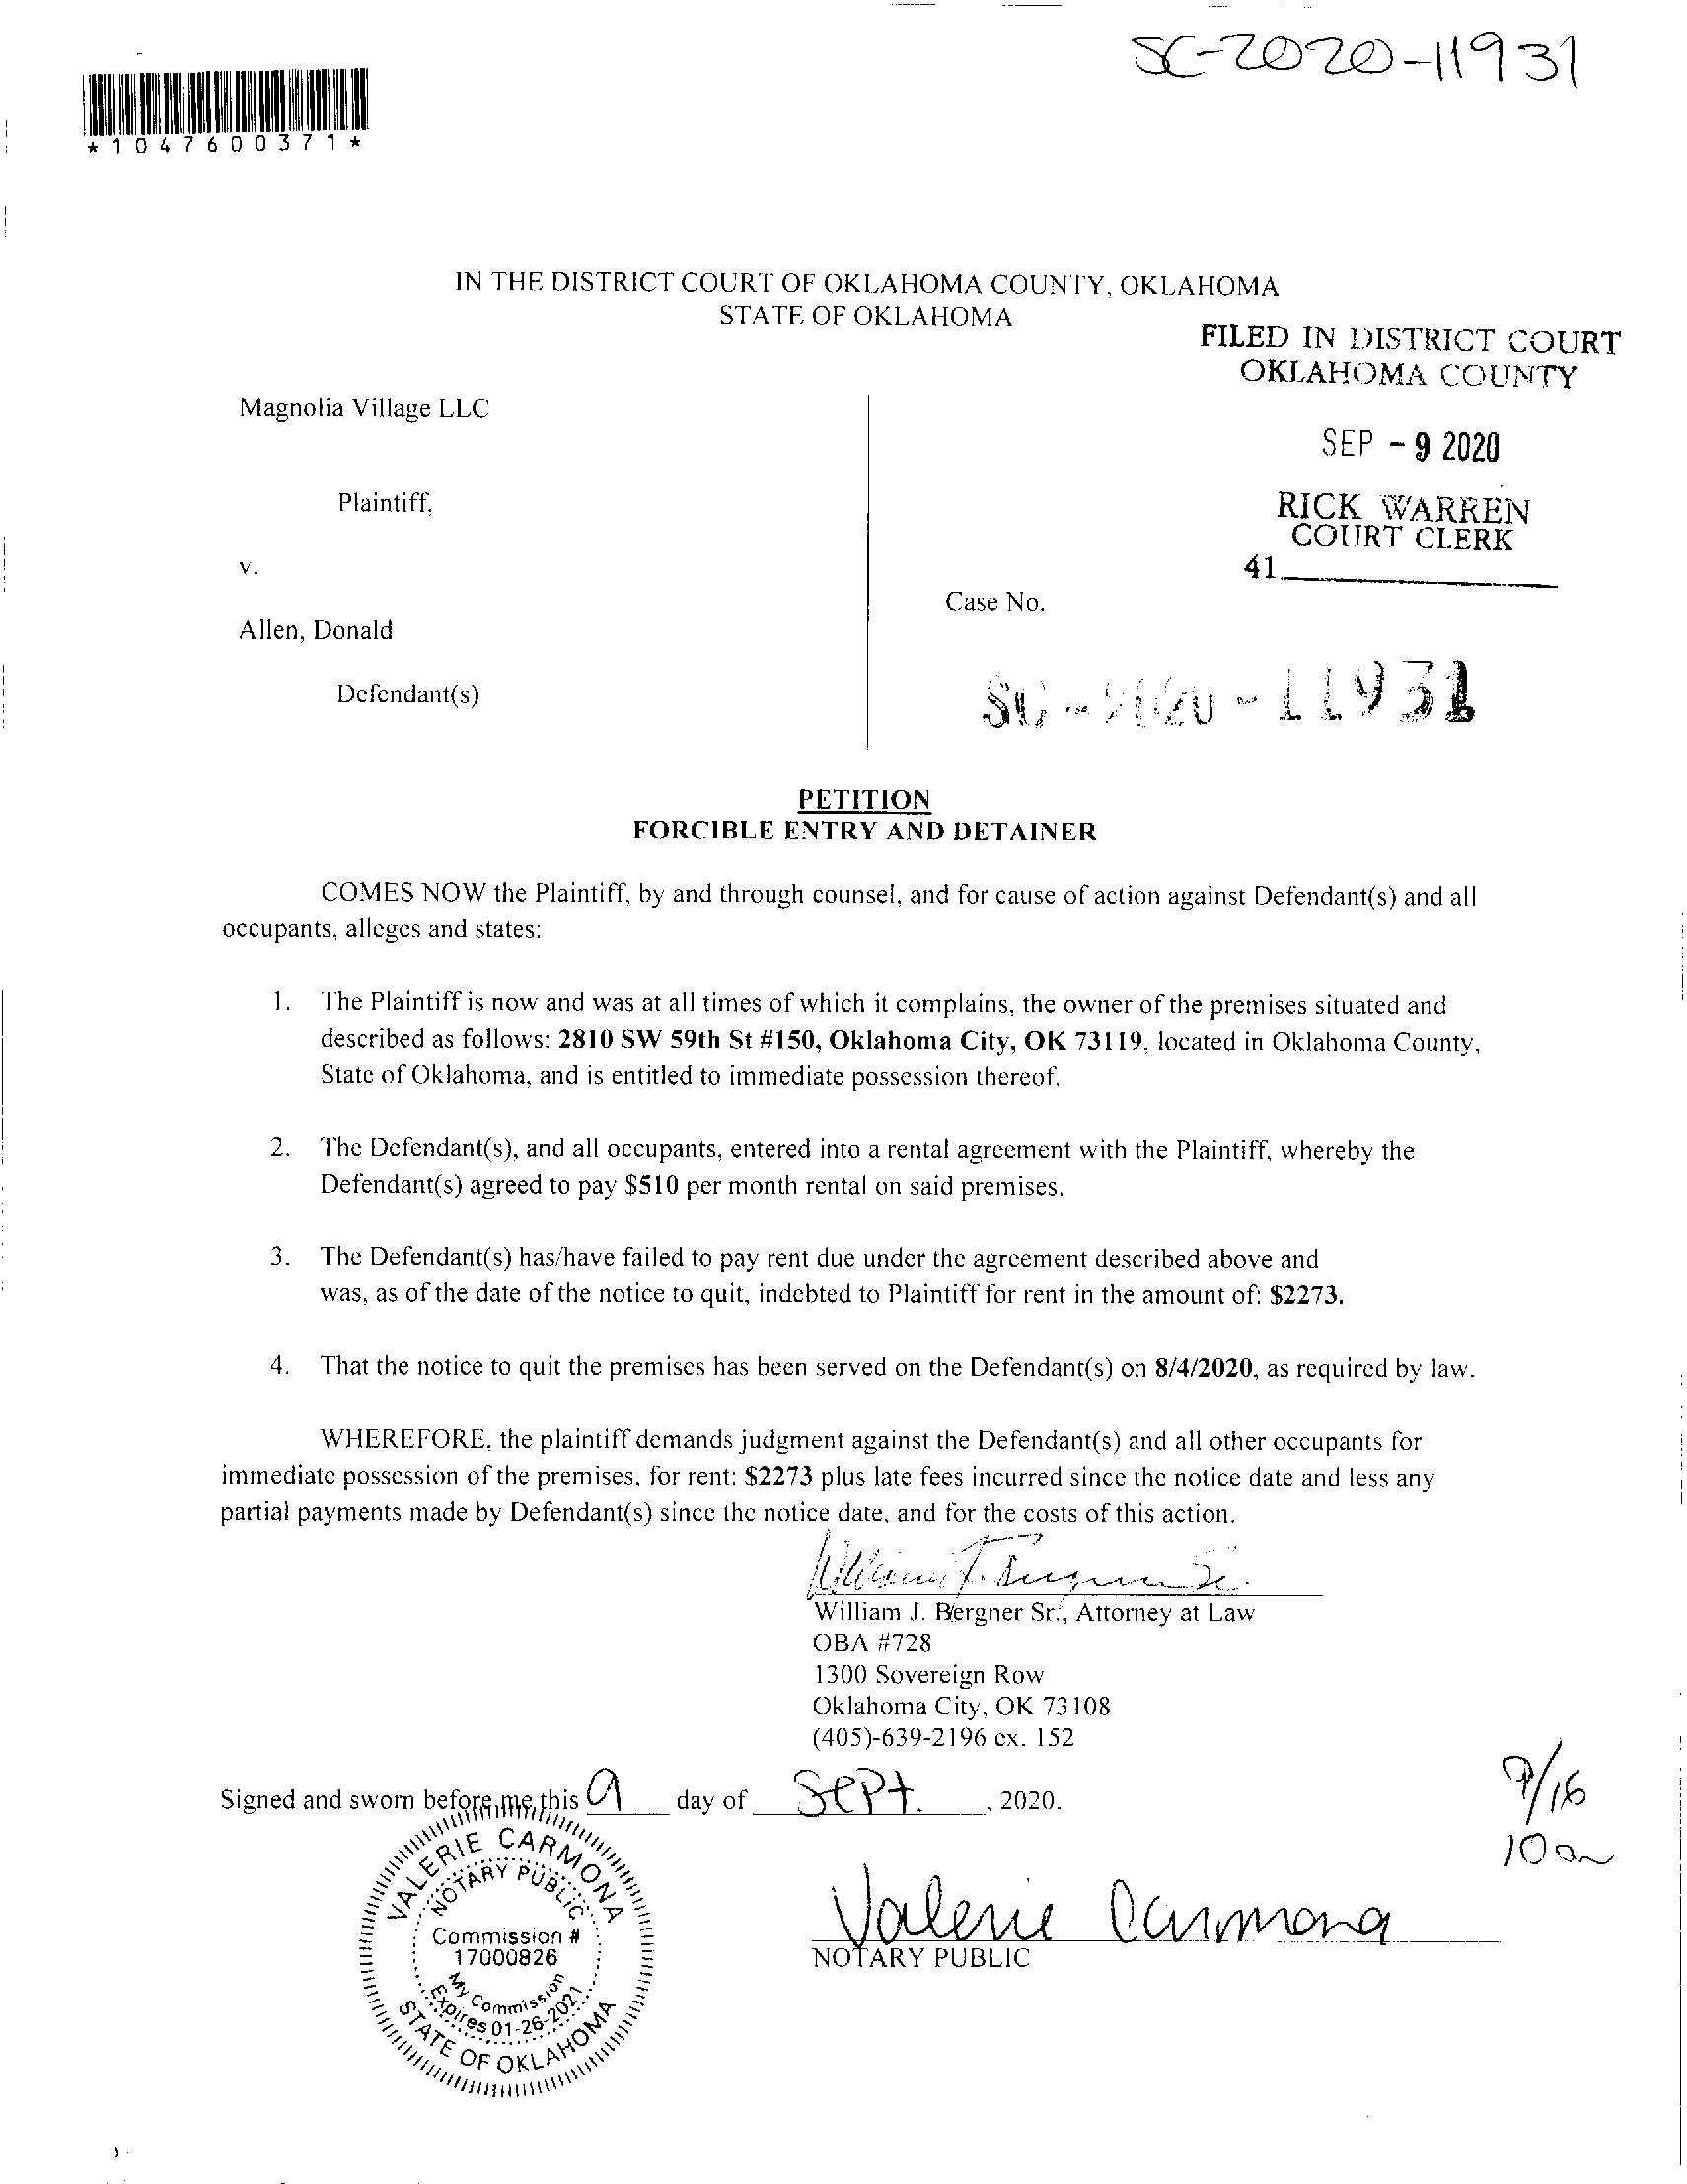 SC-2020-11931
*1047600371*
IN THE DISTRICT COURT OF OKLAHOMA COUNTY, OKLAHOMA
STATE OF OKLAHOMA
FILED IN DISTRICT COURT
OKLAHOMA COUNTY
Magnolia Village LLC
SEP - 9 2020
Plaintiff,
RICK WARREN
COURT CLERK
v.
41
Case No.
Allen, Donald
Defendant(s)
SC - 2020 - 11931
PETITION
FORCIBLE ENTRY AND DETAINER
COMES NOW the Plaintiff, by and through counsel, and for cause of action against Defendant(s) and all
occupants, alleges and states:
1. The Plaintiff is now and was at all times of which it complains, the owner of the premises situated and
described as follows: 2810 SW 59th St #150, Oklahoma City, OK 73119, located in Oklahoma County,
State of Oklahoma, and is entitled to immediate possession thereof.
2. The Defendant(s), and all occupants, entered into a rental agreement with the Plaintiff, whereby the
Defendant(s) agreed to pay $510 per month rental on said premises.
3. The Defendant(s) has/have failed to pay rent due under the agreement described above and
was, as of the date of the notice to quit, indebted to Plaintiff for rent in the amount of: $2273.
4. That the notice to quit the premises has been served on the Defendant(s) on 8/4/2020, as required by law.
WHEREFORE, the plaintiff demands judgment against the Defendant(s) and all other occupants for
immediate possession of the premises, for rent: $2273 plus late fees incurred since the notice date and less any
partial payments made by Defendant(s) since the notice date, and for the costs of this action.
William J. Bergner Sr.
William J. Bergner Sr., Attorney at Law
OBA #728
1300 Sovereign Row
Oklahoma City, OK 73108
(405)-639-2196 ex. 152
Signed and sworn before me this 9 day of Sept. , 2020.
9/16
10am
VALERIE CARMONA
NOTARY PUBLIC
Commission #
17000826
My Commission
Expires 01-26-2021
STATE OF OKLAHOMA
Valerie Carmona
NOTARY PUBLIC